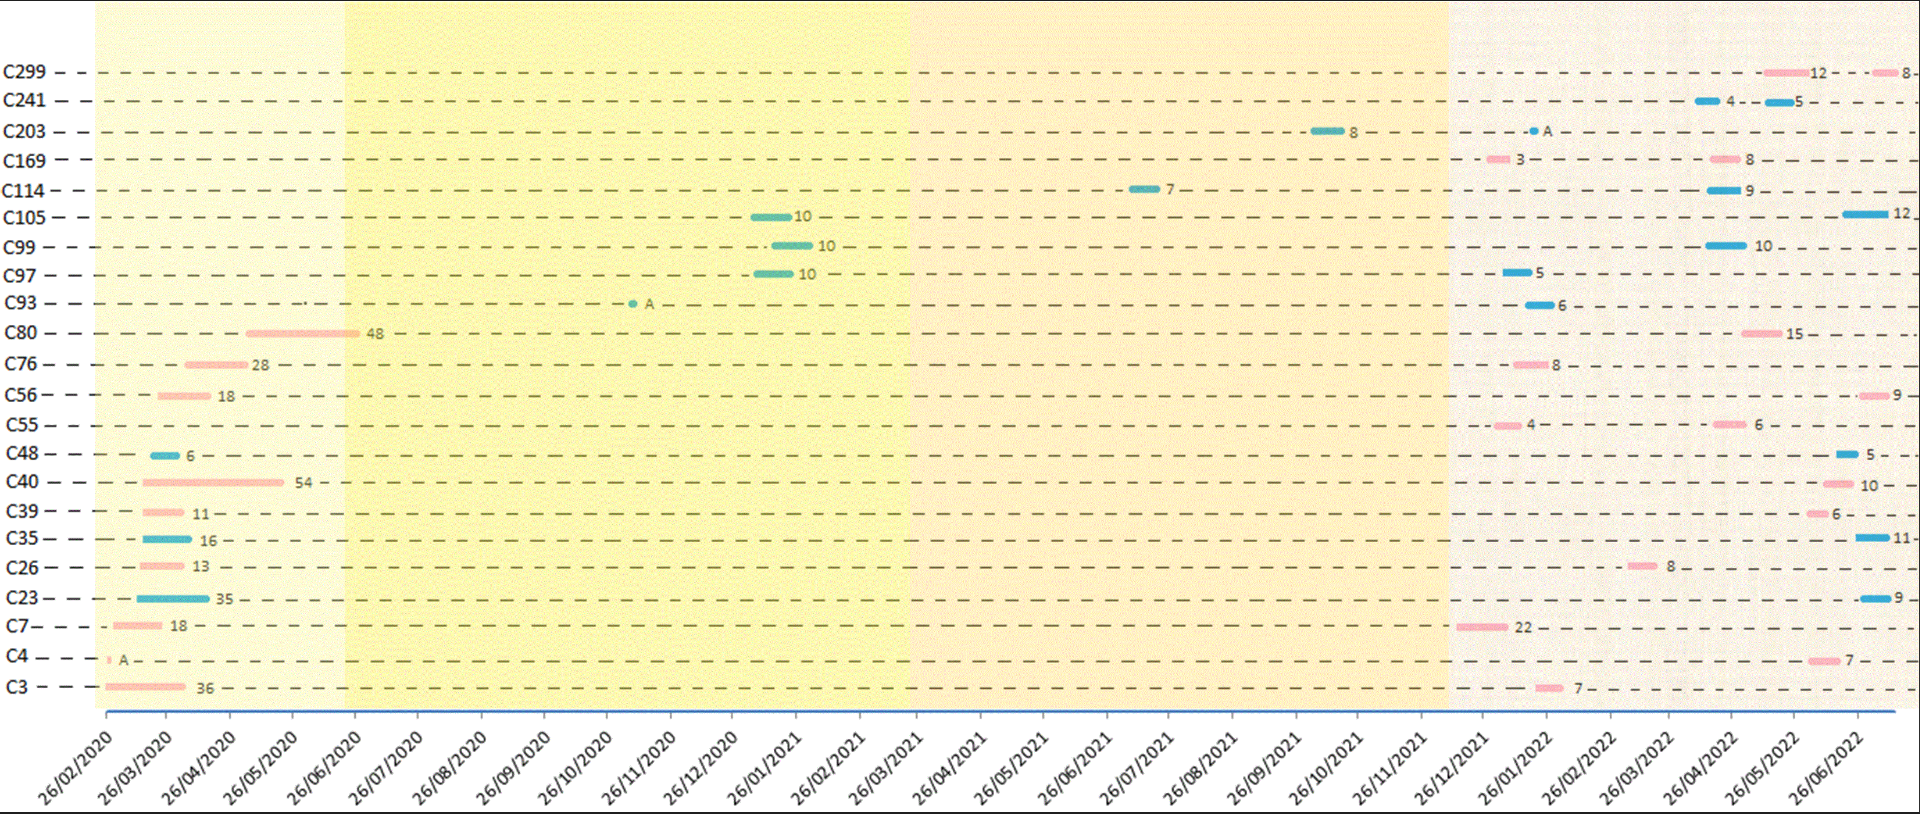 C299 12 8
C241 4 5
C203 8 A
C169 3 8
C114 7 9
C105 10 12
C99 10 10
C97 10 5
C93 A 6
C80 48 15
C76 28 8
C56 18 9
C55 4 6
C48 6 5
C40 54 10
C39 11 6
C35 16 11
C26 13 8
C23 35 9
C7 18 22
C4 A 7
C3 36 7
26/02/2020
26/03/2020
26/04/2020
26/05/2020
26/06/2020
26/07/2020
26/08/2020
26/09/2020
26/10/2020
26/11/2020
26/12/2020
26/01/2021
26/02/2021
26/03/2021
26/04/2021
26/05/2021
26/06/2021
26/07/2021
26/08/2021
26/09/2021
26/10/2021
26/11/2021
26/12/2021
26/01/2022
26/02/2022
26/03/2022
26/04/2022
26/05/2022
26/06/2022